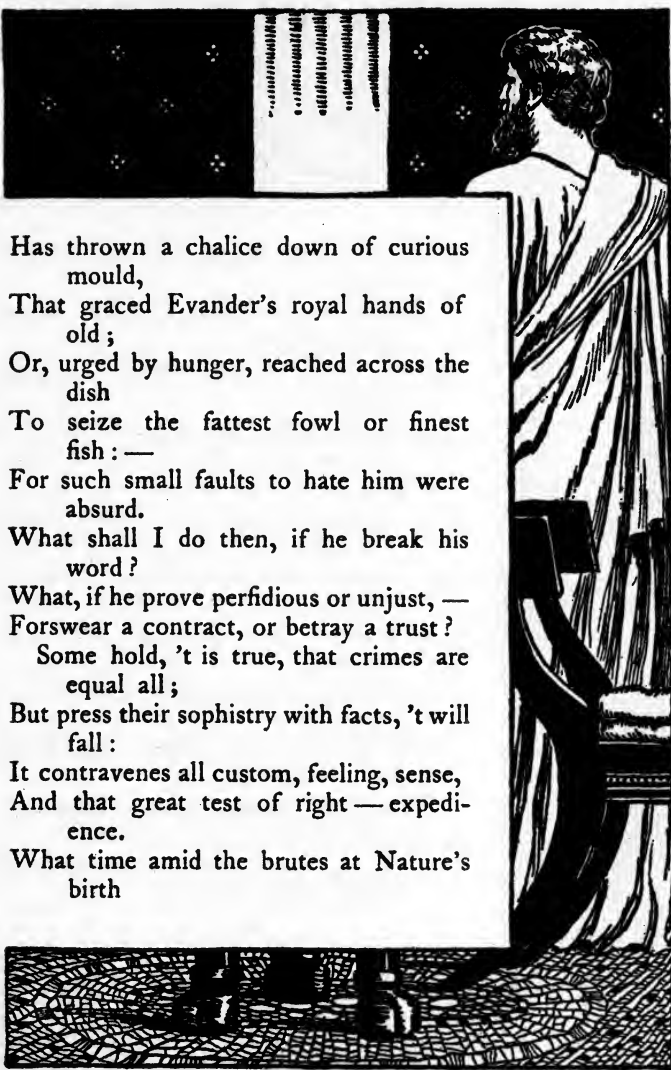 Has thrown a chalice down of curious
mould,
That graced Evander's royal hands of
old ;
Or, urged by hunger, reached across the
dish
To seize the fattest fowl or finest
fish : —
For such small faults to hate him were
absurd.
What shall I do then, if he break his
word ?
What, if he prove perfidious or unjust, —
Forswear a contract, or betray a trust ?
Some hold, 't is true, that crimes are
equal all ;
But press their sophistry with facts, 't will
fall :
It contravenes all custom, feeling, sense,
And that great test of right — expedi-
ence.
What time amid the brutes at Nature's
birth